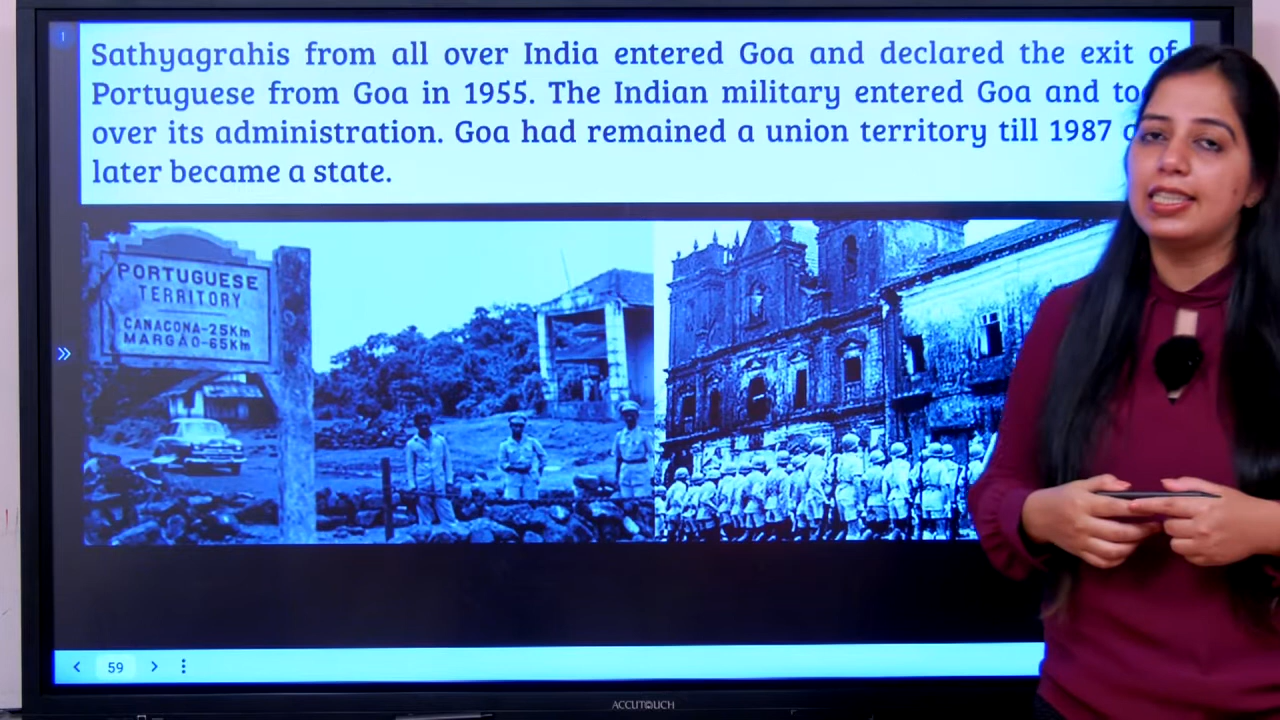 1
Sathyagrahis from all over India entered Goa and declared the exit of
Portuguese from Goa in 1955. The Indian military entered Goa and
over its administration. Goa had remained a union territory till 1987
later became a state.
PORTUGUESE
TERRITORY
CANACONA-25Km
MARGÃO-65Km
59
ACCUTOUCH